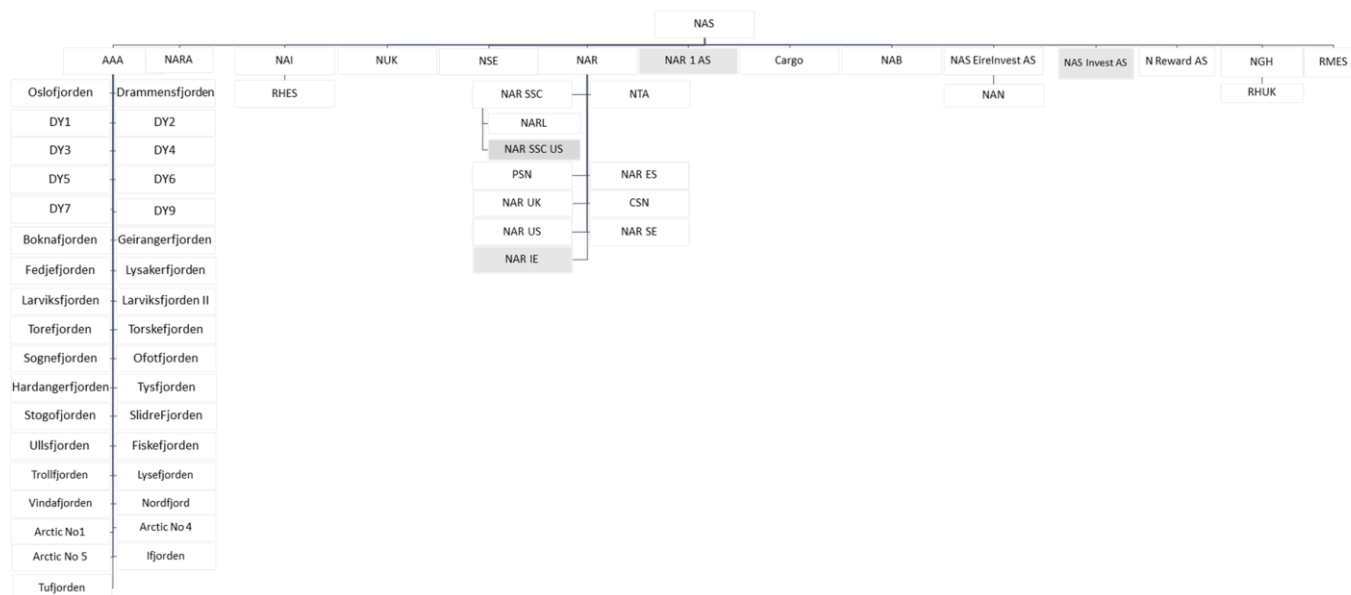 NAS
AAA
NARA
NAI
NUK
NSE
NAR
NAR 1 AS
Cargo
NAB
NAS EireInvest AS
NAS Invest AS
N Reward AS
NGH
RMES
Oslofjorden
Drammensfjorden
RHES
NAR SSC
NTA
NAN
RHUK
DY1
DY2
NARL
DY3
DY4
NAR SSC US
DY5
DY6
PSN
NAR ES
DY7
DY9
NAR UK
CSN
Boknafjorden
Geirangerfjorden
NAR US
NAR SE
Fedjefjorden
Lysakerfjorden
NAR IE
Larviksfjorden
Larviksfjorden II
Torefjorden
Torskefjorden
Sognefjorden
Ofotfjorden
Hardangerfjorden
Tysfjorden
Stogofjorden
SlidreFjorden
Ullsfjorden
Fiskefjorden
Trollfjorden
Lysefjorden
Vindafjorden
Nordfjord
Arctic No1
Arctic No 4
Arctic No 5
Ifjorden
Tufjorden